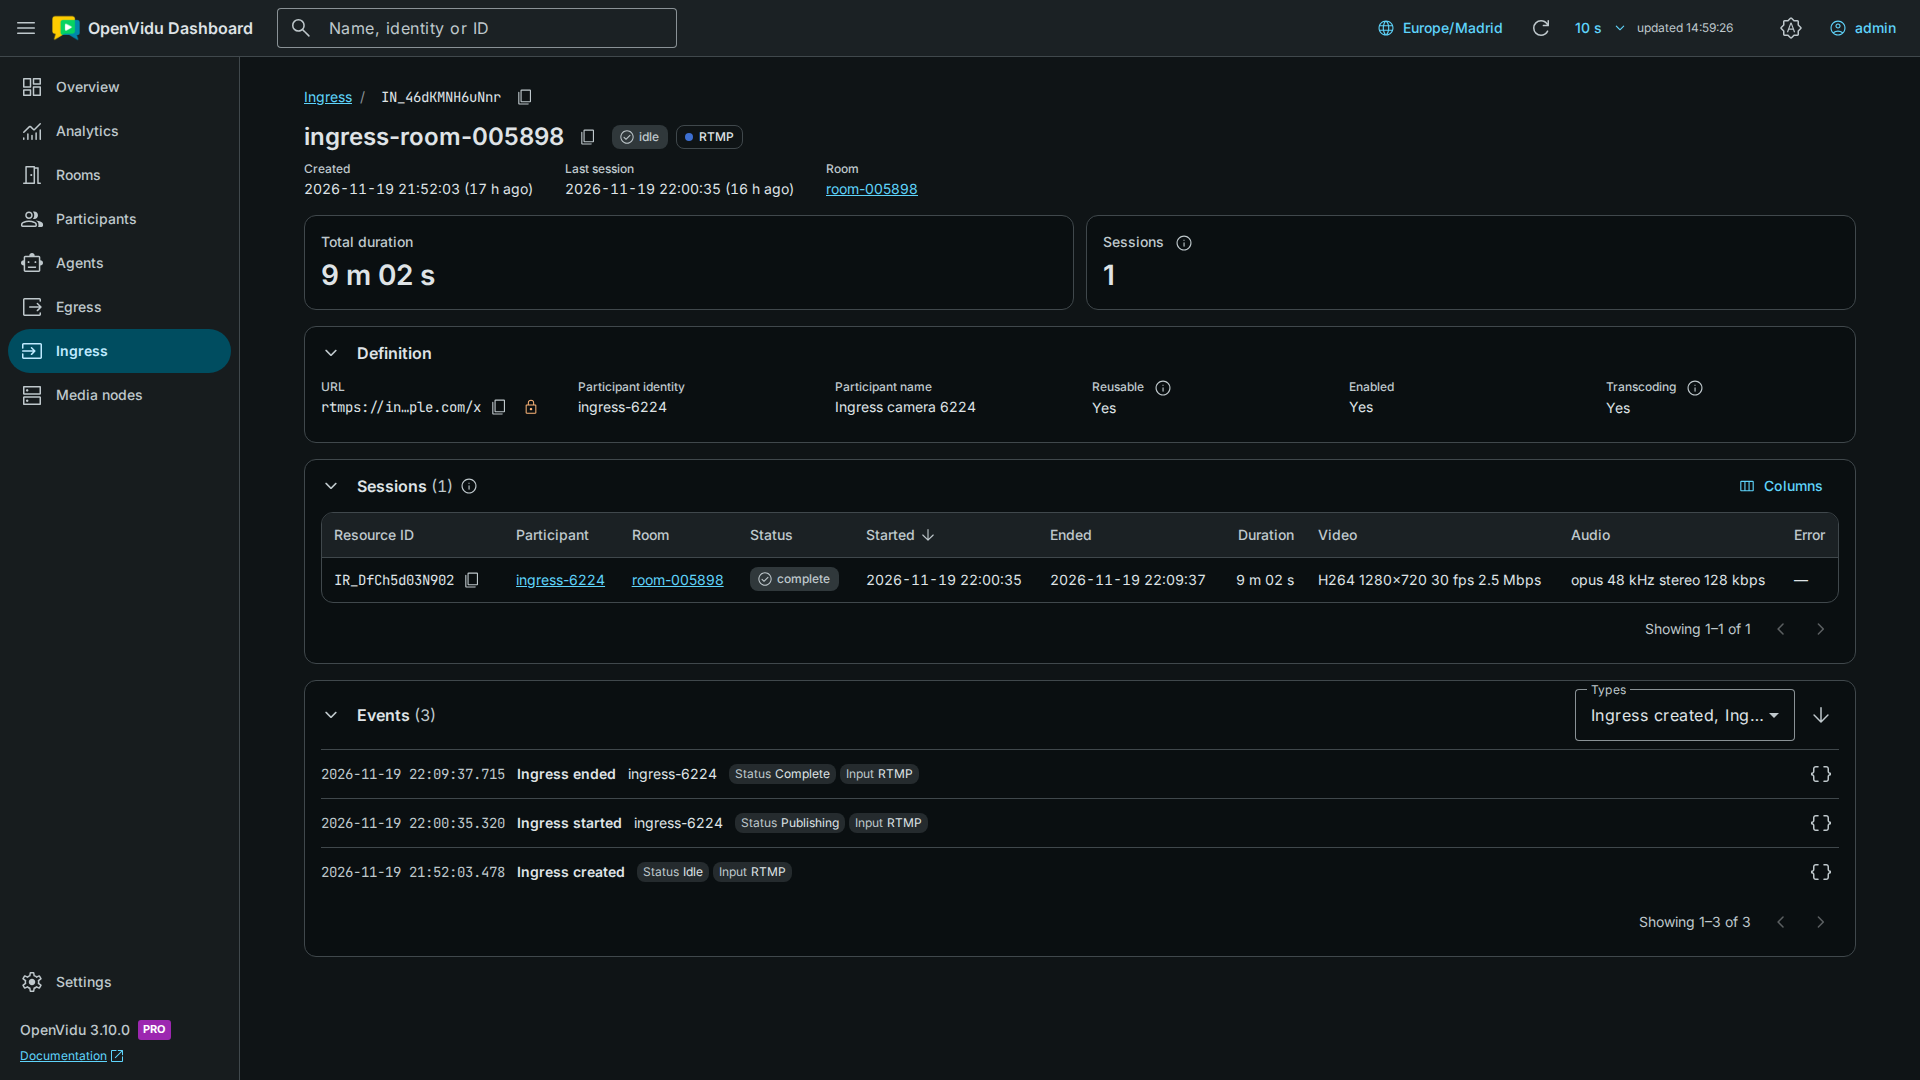 OpenVidu Dashboard
Name, identity or ID
Europe/Madrid
10 s
updated 14:59:26
admin
Overview
Analytics
Rooms
Participants
Agents
Egress
Ingress
Media nodes
Settings
OpenVidu 3.10.0 PRO
Documentation
Ingress / IN_46dKMNH6uNnr
ingress-room-005898 idle RTMP
Created Last session Room
2026-11-19 21:52:03 (17 h ago) 2026-11-19 22:00:35 (16 h ago) room-005898
Total duration
9 m 02 s
Sessions
1
Definition
URL Participant identity Participant name Reusable Enabled Transcoding
rtmps://in…ple.com/x ingress-6224 Ingress camera 6224 Yes Yes Yes
Sessions (1) Columns
Resource ID Participant Room Status Started Ended Duration Video Audio Error
IR_DfCh5d03N902 ingress-6224 room-005898 complete 2026-11-19 22:00:35 2026-11-19 22:09:37 9 m 02 s H264 1280×720 30 fps 2.5 Mbps opus 48 kHz stereo 128 kbps —
Showing 1–1 of 1
Events (3) Types
Ingress created, Ing...
2026-11-19 22:09:37.715 Ingress ended ingress-6224 Status Complete Input RTMP
2026-11-19 22:00:35.320 Ingress started ingress-6224 Status Publishing Input RTMP
2026-11-19 21:52:03.478 Ingress created Status Idle Input RTMP
Showing 1–3 of 3